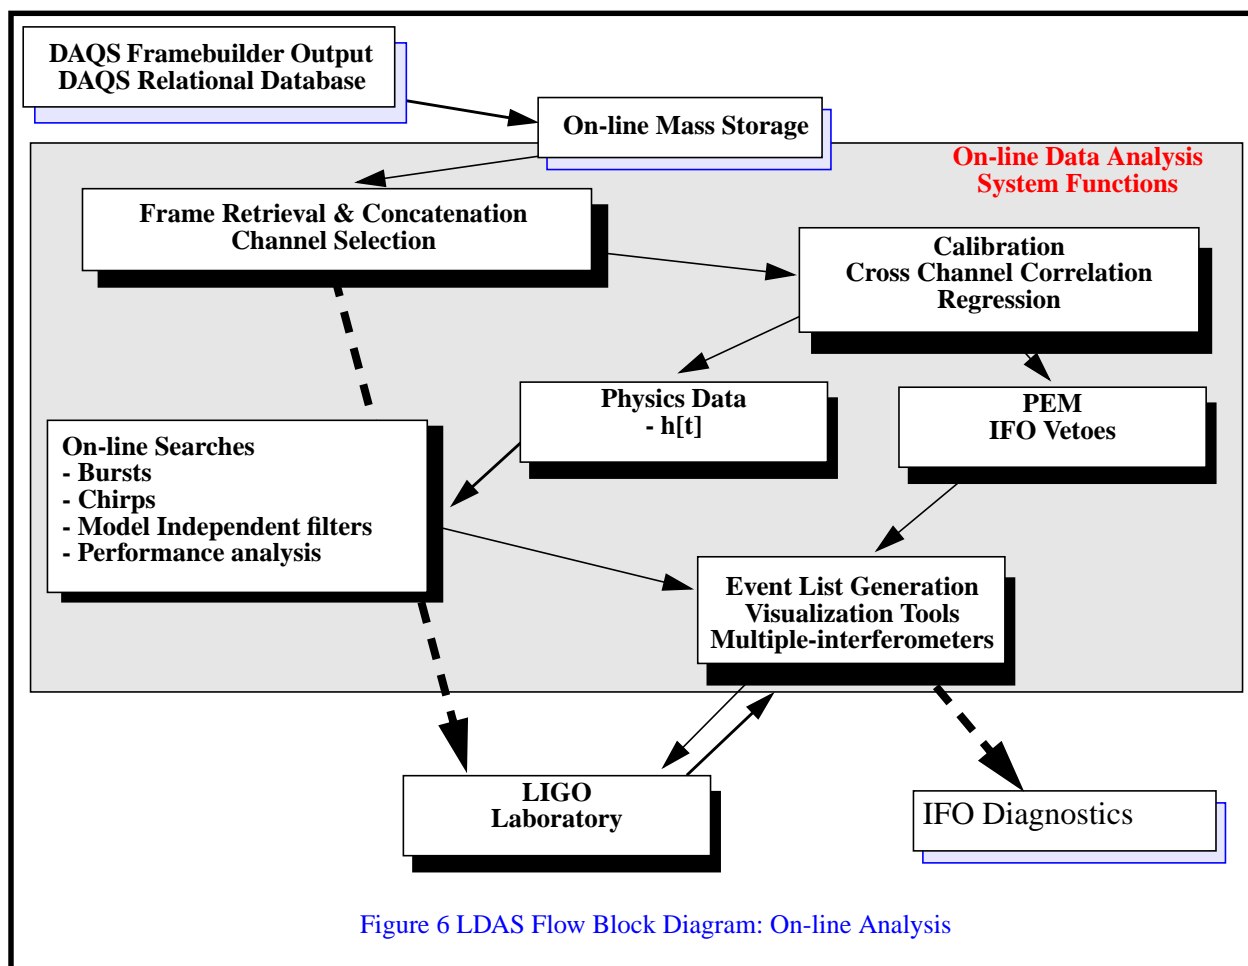 DAQS Framebuilder Output
DAQS Relational Database
On-line Mass Storage
On-line Data Analysis
System Functions
Frame Retrieval & Concatenation
Channel Selection
Calibration
Cross Channel Correlation
Regression
Physics Data
- h[t]
PEM
IFO Vetoes
On-line Searches
- Bursts
- Chirps
- Model Independent filters
- Performance analysis
Event List Generation
Visualization Tools
Multiple-interferometers
LIGO
Laboratory
IFO Diagnostics
Figure 6 LDAS Flow Block Diagram: On-line Analysis